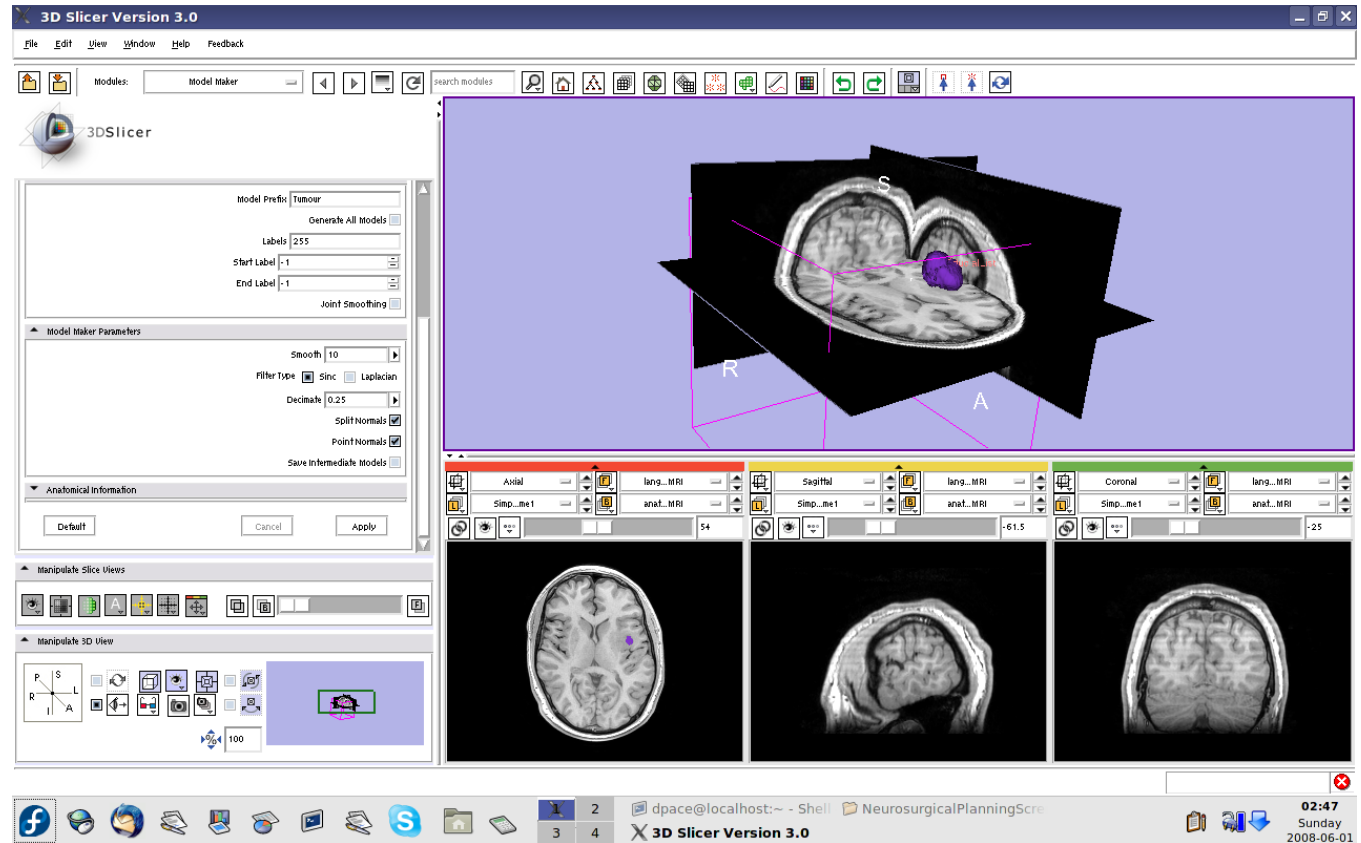 3D Slicer Version 3.0
File Edit View Window Help Feedback
Modules: Model Maker search modules
3DSlicer
Model Prefix Tumour
Generate All Models
Labels 255
Start Label -1
End Label -1
Joint Smoothing
Model Maker Parameters
Smooth 10
Filter Type Sinc Laplacian
Decimate 0.25
Split Normals
Point Normals
Save Intermediate Models
Anatomical Information
Default Cancel Apply
Manipulate Slice Views
A B F
Manipulate 3D View
P S
R L
I A
% 100
S
R
A
Axial F lang...MRI
L Simp...me1 B anat...MRI
54
Sagittal F lang...MRI
L Simp...me1 B anat...MRI
-61.5
Coronal F lang...MRI
L Simp...me1 B anat...MRI
-25
1 2
3 4
dpace@localhost:~ - Shell
NeurosurgicalPlanningScre
3D Slicer Version 3.0
02:47
Sunday
2008-06-01